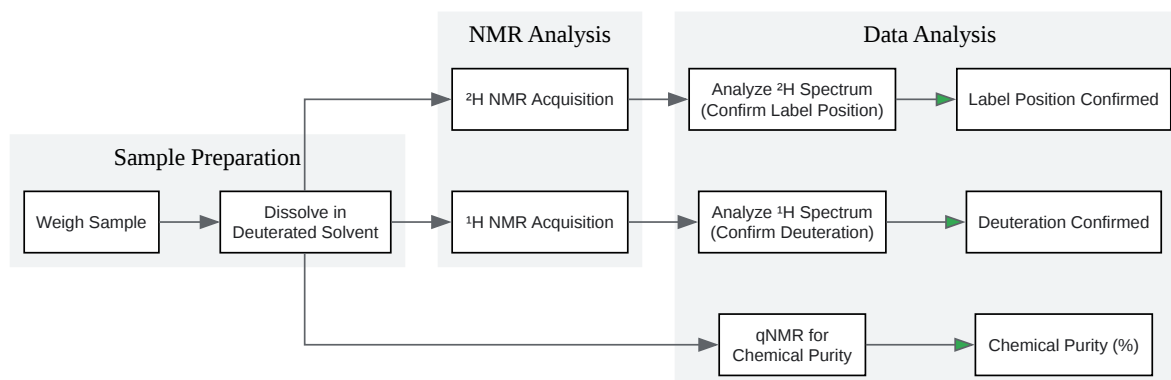 NMR Analysis
Data Analysis
²H NMR Acquisition
Analyze ²H Spectrum
(Confirm Label Position)
Label Position Confirmed
Sample Preparation
Weigh Sample
Dissolve in
Deuterated Solvent
¹H NMR Acquisition
Analyze ¹H Spectrum
(Confirm Deuteration)
Deuteration Confirmed
qNMR for
Chemical Purity
Chemical Purity (%)